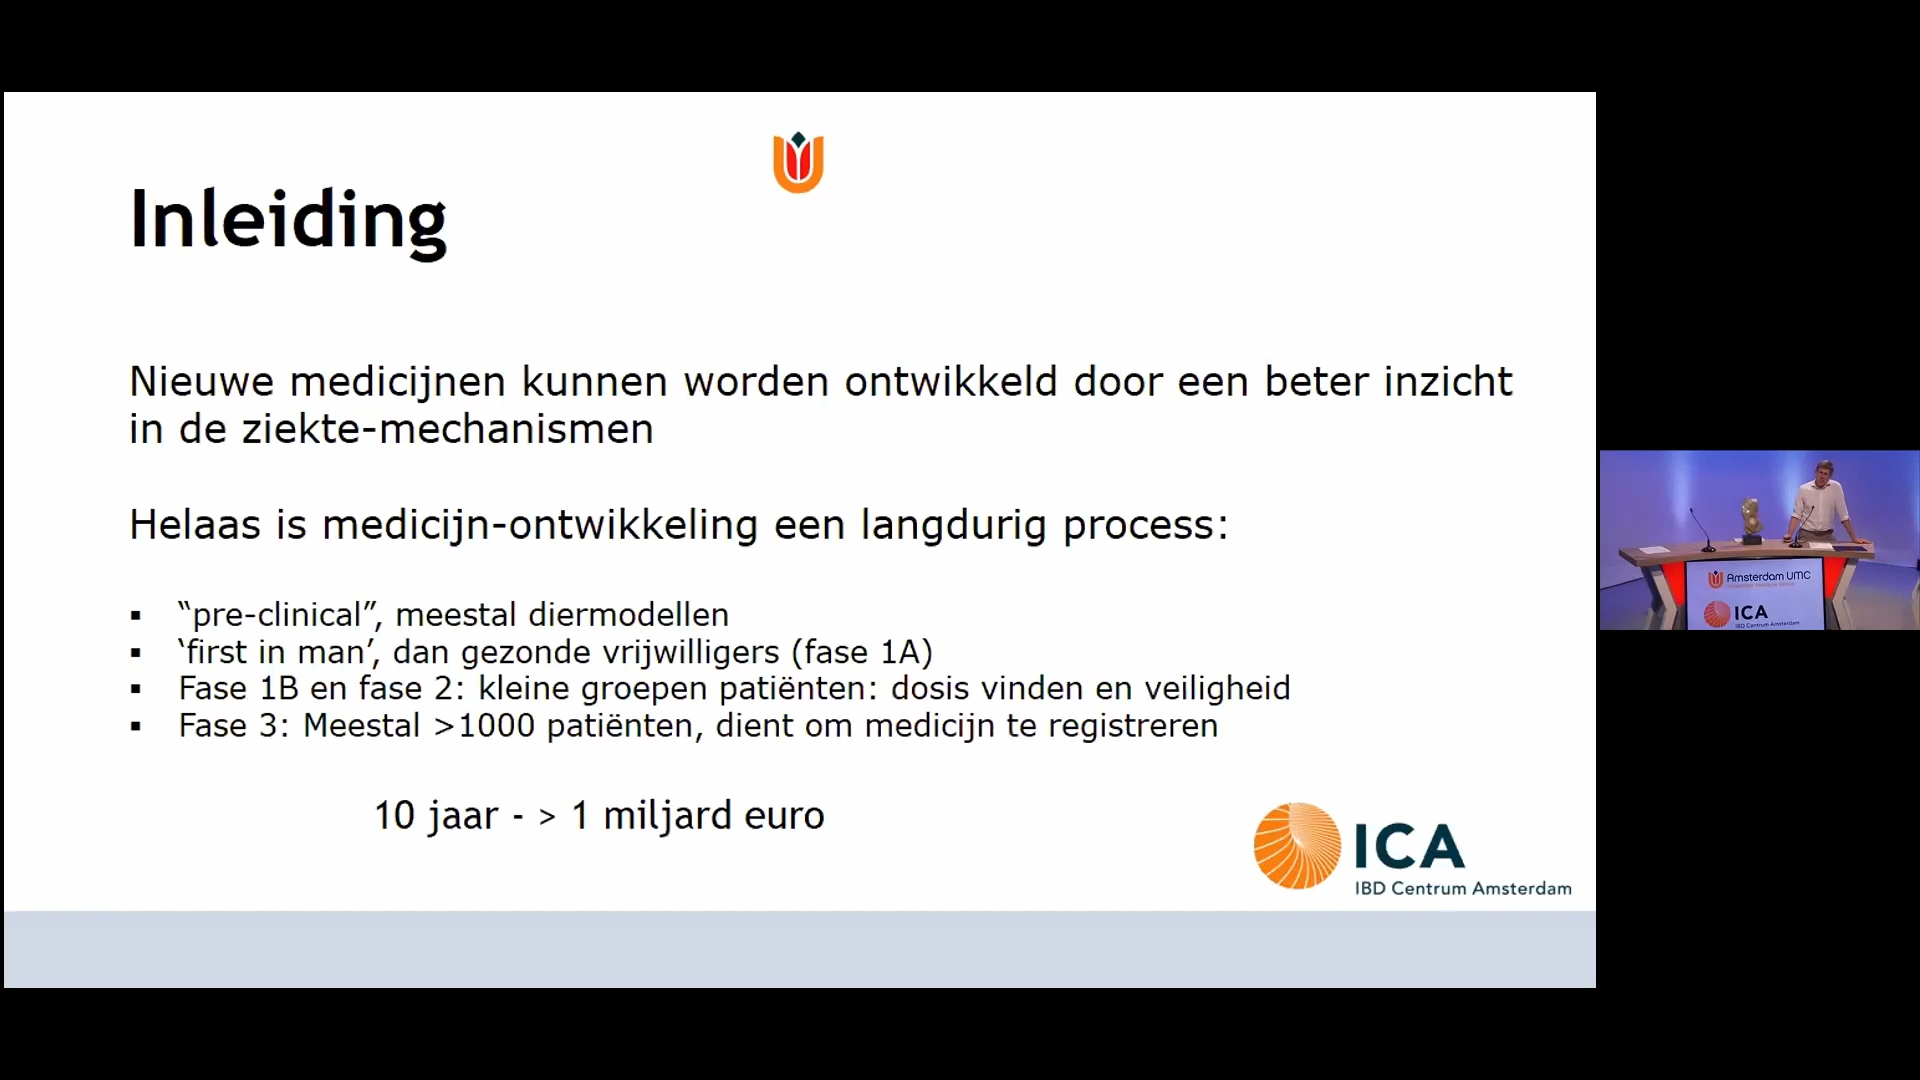 Inleiding
Nieuwe medicijnen kunnen worden ontwikkeld door een beter inzicht
in de ziekte-mechanismen
Helaas is medicijn-ontwikkeling een langdurig process:
▪ “pre-clinical”, meestal diermodellen
▪ ‘first in man’, dan gezonde vrijwilligers (fase 1A)
▪ Fase 1B en fase 2: kleine groepen patiënten: dosis vinden en veiligheid
▪ Fase 3: Meestal >1000 patiënten, dient om medicijn te registreren
10 jaar - > 1 miljard euro
ICA
IBD Centrum Amsterdam
Amsterdam UMC
ICA
IBD Centrum Amsterdam